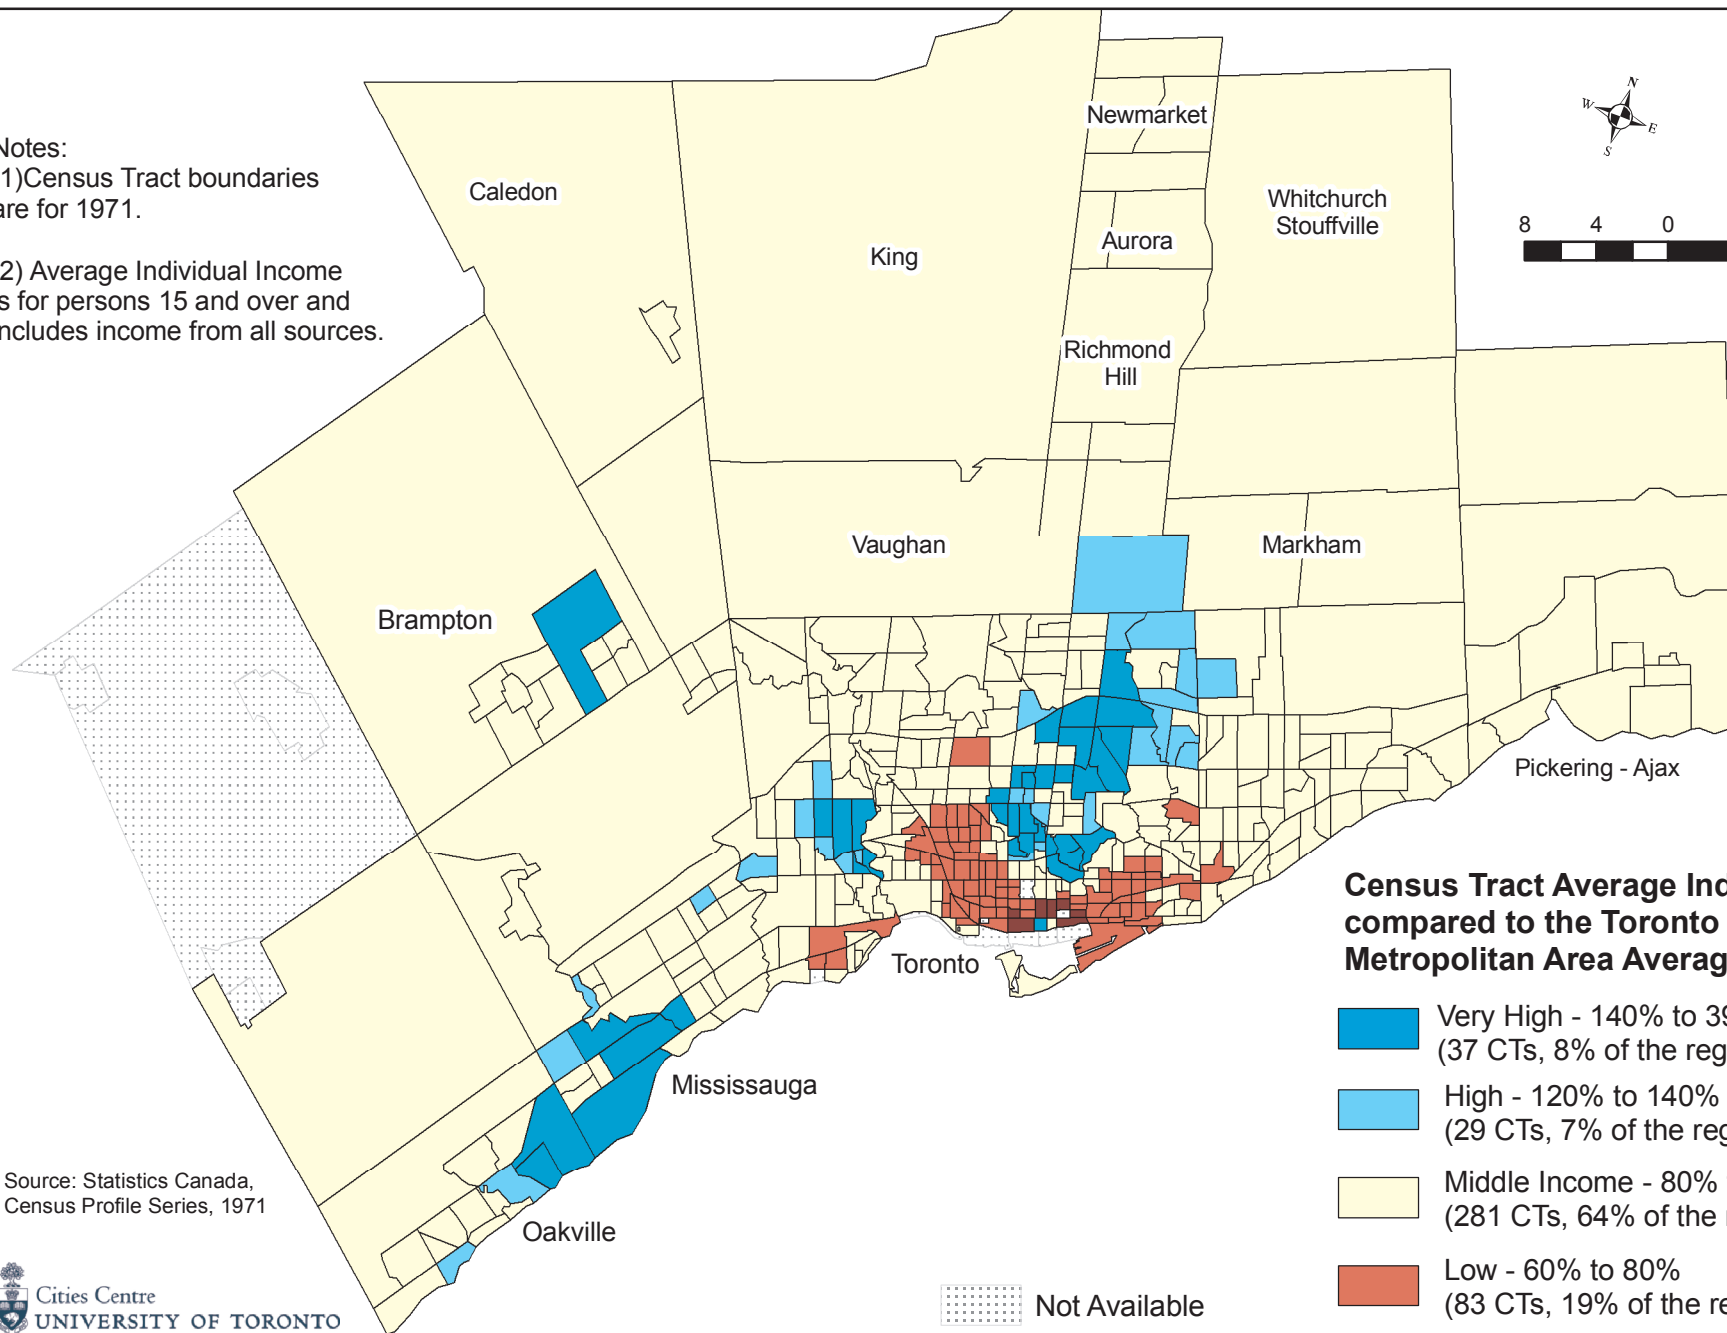 Notes:
1)Census Tract boundaries
are for 1971.
2) Average Individual Income
is for persons 15 and over and
includes income from all sources.
Caledon
King
Newmarket
Aurora
Whitchurch
Stouffville
Richmond
Hill
N
W
E
S
8 4 0
Vaughan
Markham
Brampton
Pickering - Ajax
Toronto
Mississauga
Oakville
Census Tract Average Ind
compared to the Toronto
Metropolitan Area Averag
Very High - 140% to 39
(37 CTs, 8% of the reg
High - 120% to 140%
(29 CTs, 7% of the reg
Middle Income - 80%
(281 CTs, 64% of the
Low - 60% to 80%
(83 CTs, 19% of the re
Not Available
Source: Statistics Canada,
Census Profile Series, 1971
Cities Centre
UNIVERSITY OF TORONTO